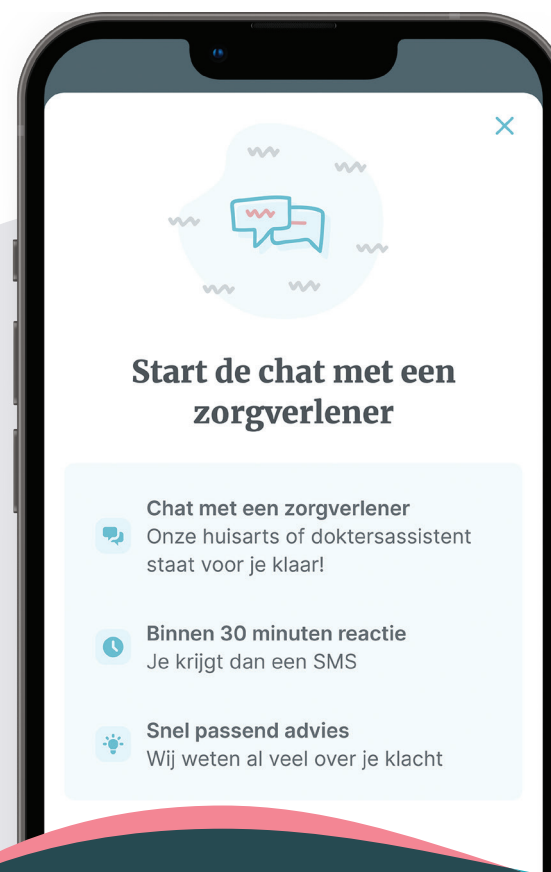 Start de chat met een
zorgverlener
Chat met een zorgverlener
Onze huisarts of doktersassistent
staat voor je klaar!
Binnen 30 minuten reactie
Je krijgt dan een SMS
Snel passend advies
Wij weten al veel over je klacht